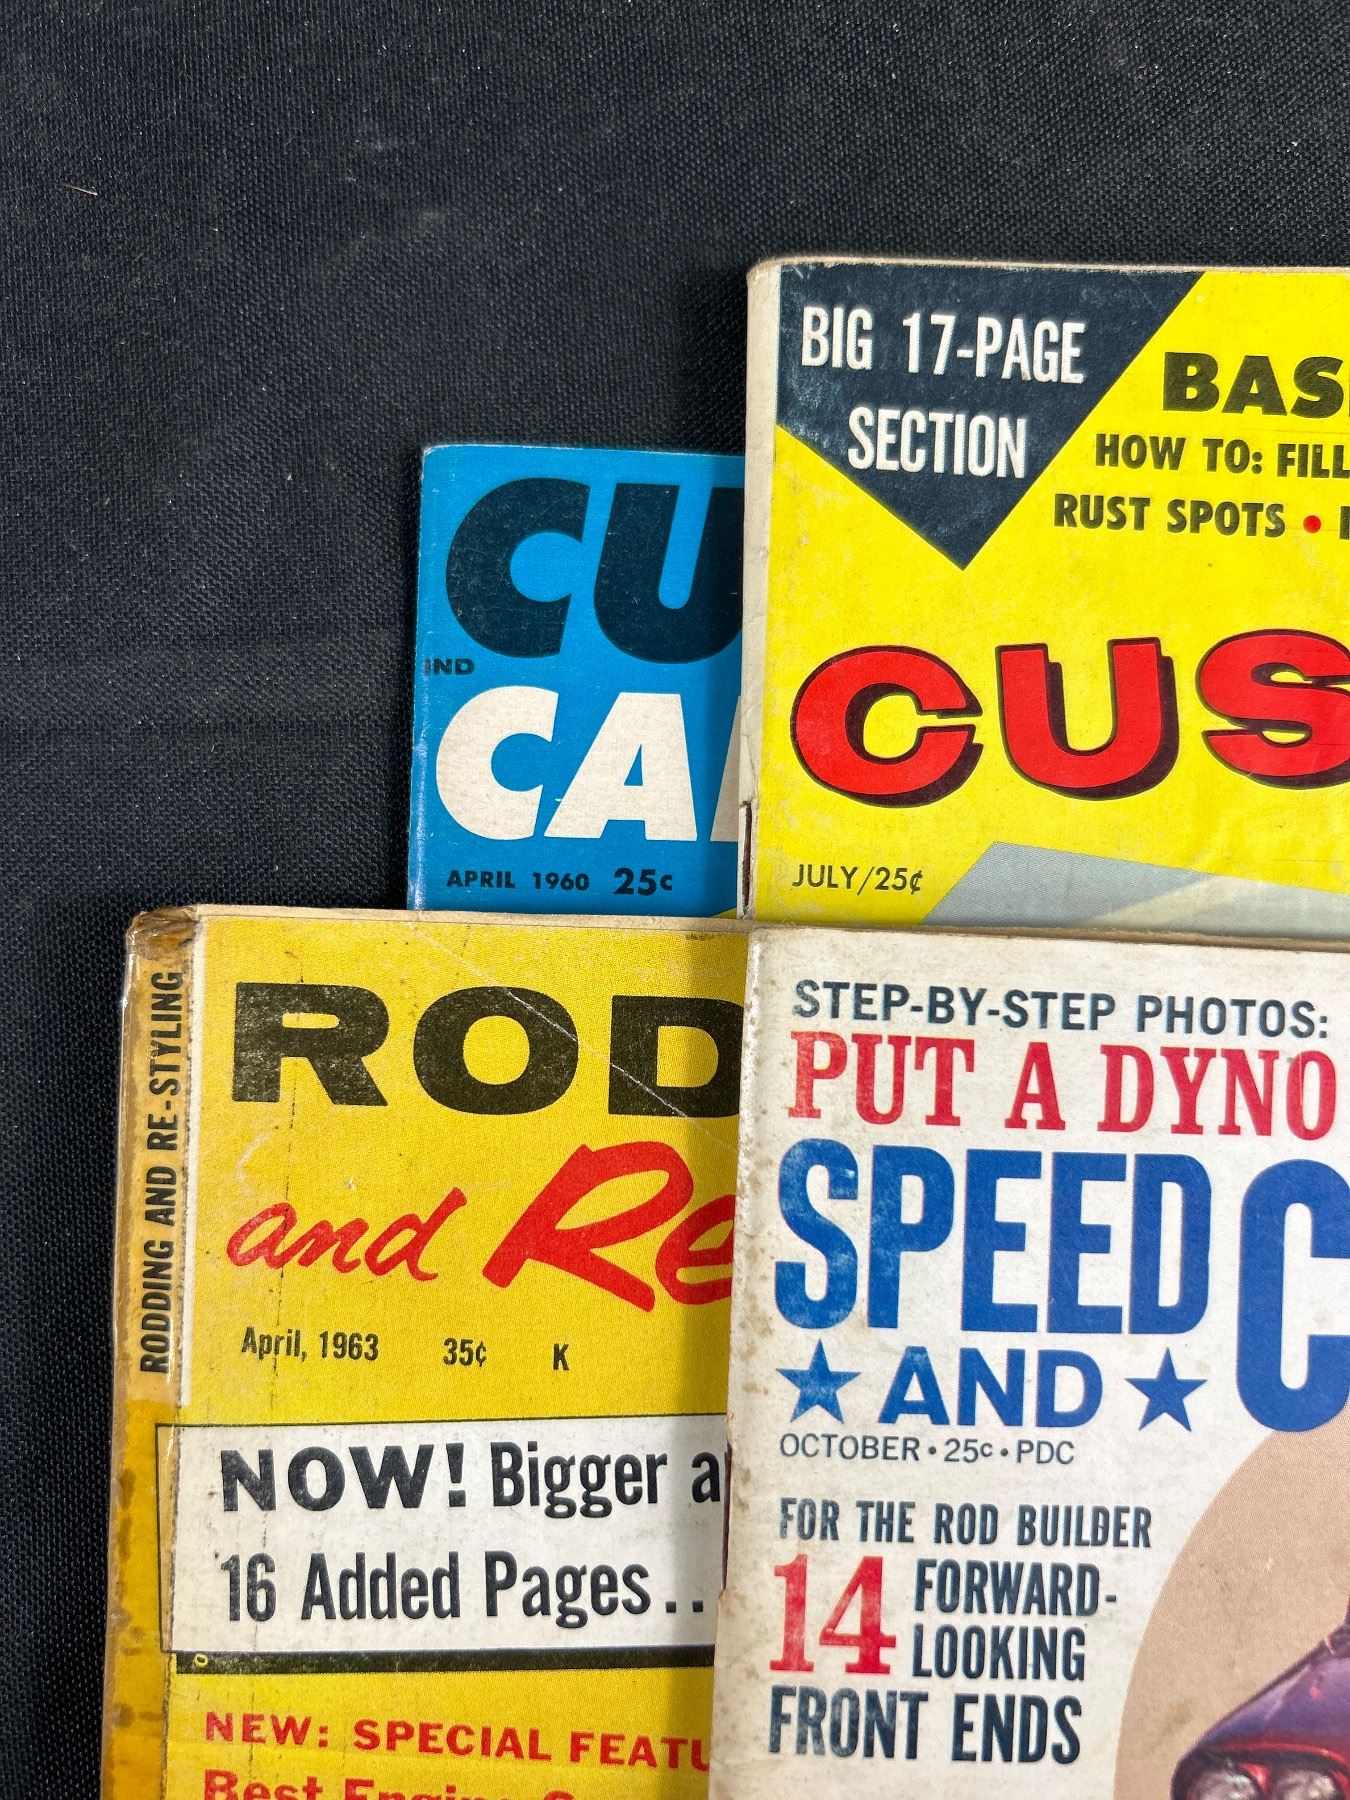 BIG 17-PAGE
SECTION
BAS
HOW TO: FILL
RUST SPOTS •
CUS
JULY/25¢
CU
IND
CA
APRIL 1960 25¢
RODDING AND RE-STYLING
ROD
and Re
April, 1963 35¢ K
NOW! Bigger a
16 Added Pages..
NEW: SPECIAL FEATU
Best Engine S
STEP-BY-STEP PHOTOS:
PUT A DYNO
SPEED C
★ AND ★
OCTOBER • 25¢ • PDC
FOR THE ROD BUILDER
14 FORWARD-
LOOKING
FRONT ENDS